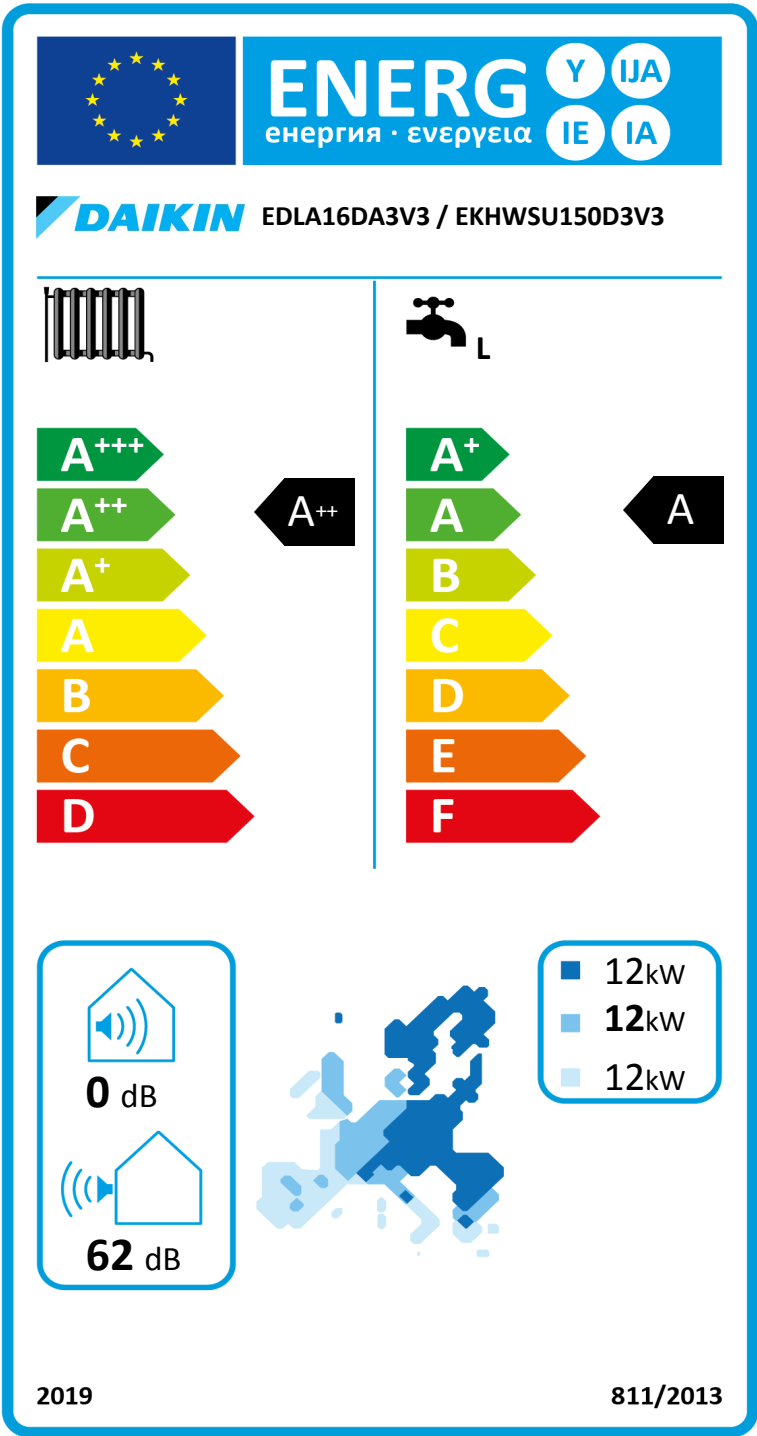 ENERG
енергия · ενεργεια
Y
IJA
IE
IA
DAIKIN
EDLA16DA3V3 / EKHWSU150D3V3
L
A+++
A++
A+
A
B
C
D
A++
A+
A
B
C
D
E
F
A
0 dB
62 dB
12kW
12kW
12kW
2019
811/2013